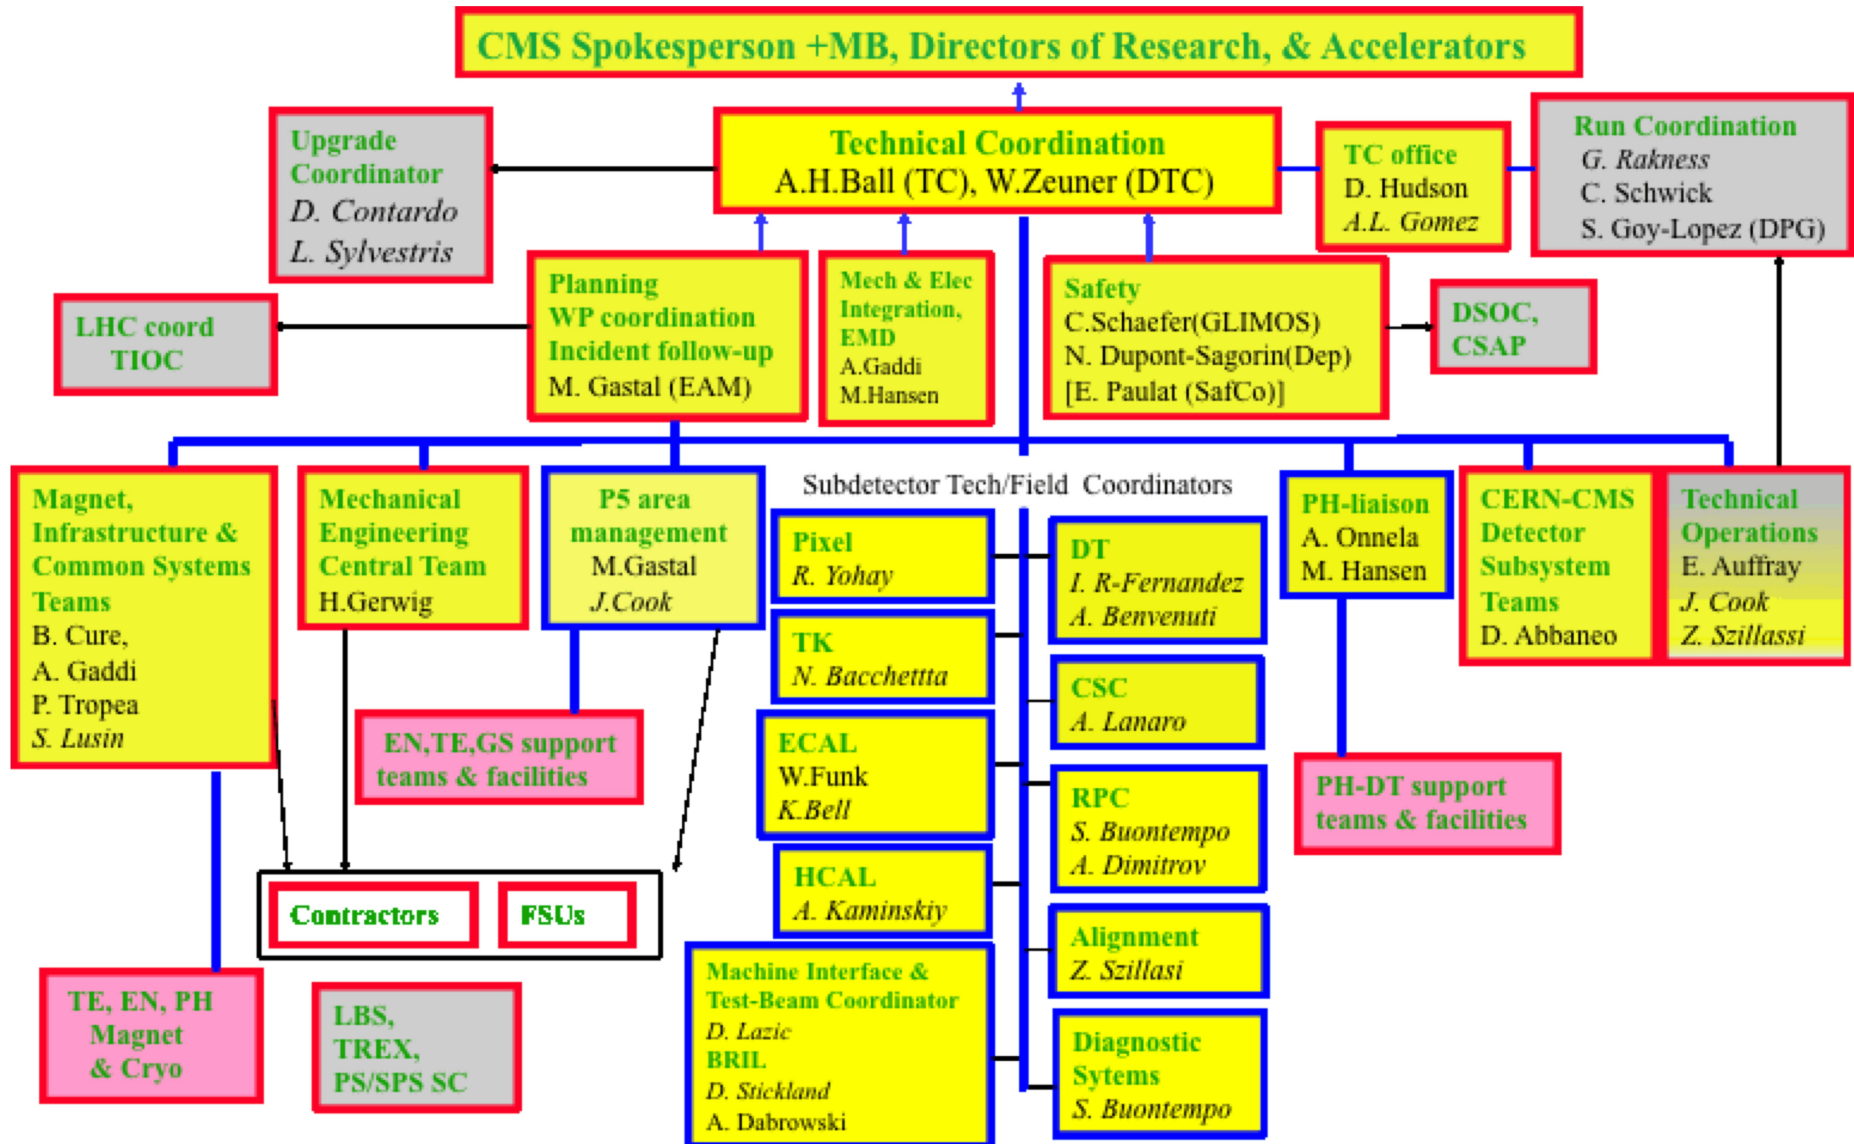 CMS Spokesperson +MB, Directors of Research, & Accelerators
Upgrade
Coordinator
D. Contardo
L. Sylvestris
Technical Coordination
A.H.Ball (TC), W.Zeuner (DTC)
TC office
D. Hudson
A.L. Gomez
Run Coordination
G. Rakness
C. Schwick
S. Goy-Lopez (DPG)
LHC coord
TIOC
Planning
WP coordination
Incident follow-up
M. Gastal (EAM)
Mech & Elec
Integration,
EMD
A.Gaddi
M.Hansen
Safety
C.Schaefer(GLIMOS)
N. Dupont-Sagorin(Dep)
[E. Paulat (SafCo)]
DSOC,
CSAP
Magnet,
Infrastructure &
Common Systems
Teams
B. Cure,
A. Gaddi
P. Tropea
S. Lusin
Mechanical
Engineering
Central Team
H.Gerwig
P5 area
management
M.Gastal
J.Cook
Subdetector Tech/Field Coordinators
Pixel
R. Yohay
TK
N. Bacchettta
ECAL
W.Funk
K.Bell
HCAL
A. Kaminskiy
Machine Interface &
Test-Beam Coordinator
D. Lazic
BRIL
D. Stickland
A. Dabrowski
DT
I. R-Fernandez
A. Benvenuti
CSC
A. Lanaro
RPC
S. Buontempo
A. Dimitrov
Alignment
Z. Szillasi
Diagnostic
Sytems
S. Buontempo
PH-liaison
A. Onnela
M. Hansen
CERN-CMS
Detector
Subsystem
Teams
D. Abbaneo
Technical
Operations
E. Auffray
J. Cook
Z. Szillassi
EN,TE,GS support
teams & facilities
PH-DT support
teams & facilities
Contractors
FSUs
TE, EN, PH
Magnet
& Cryo
LBS,
TREX,
PS/SPS SC